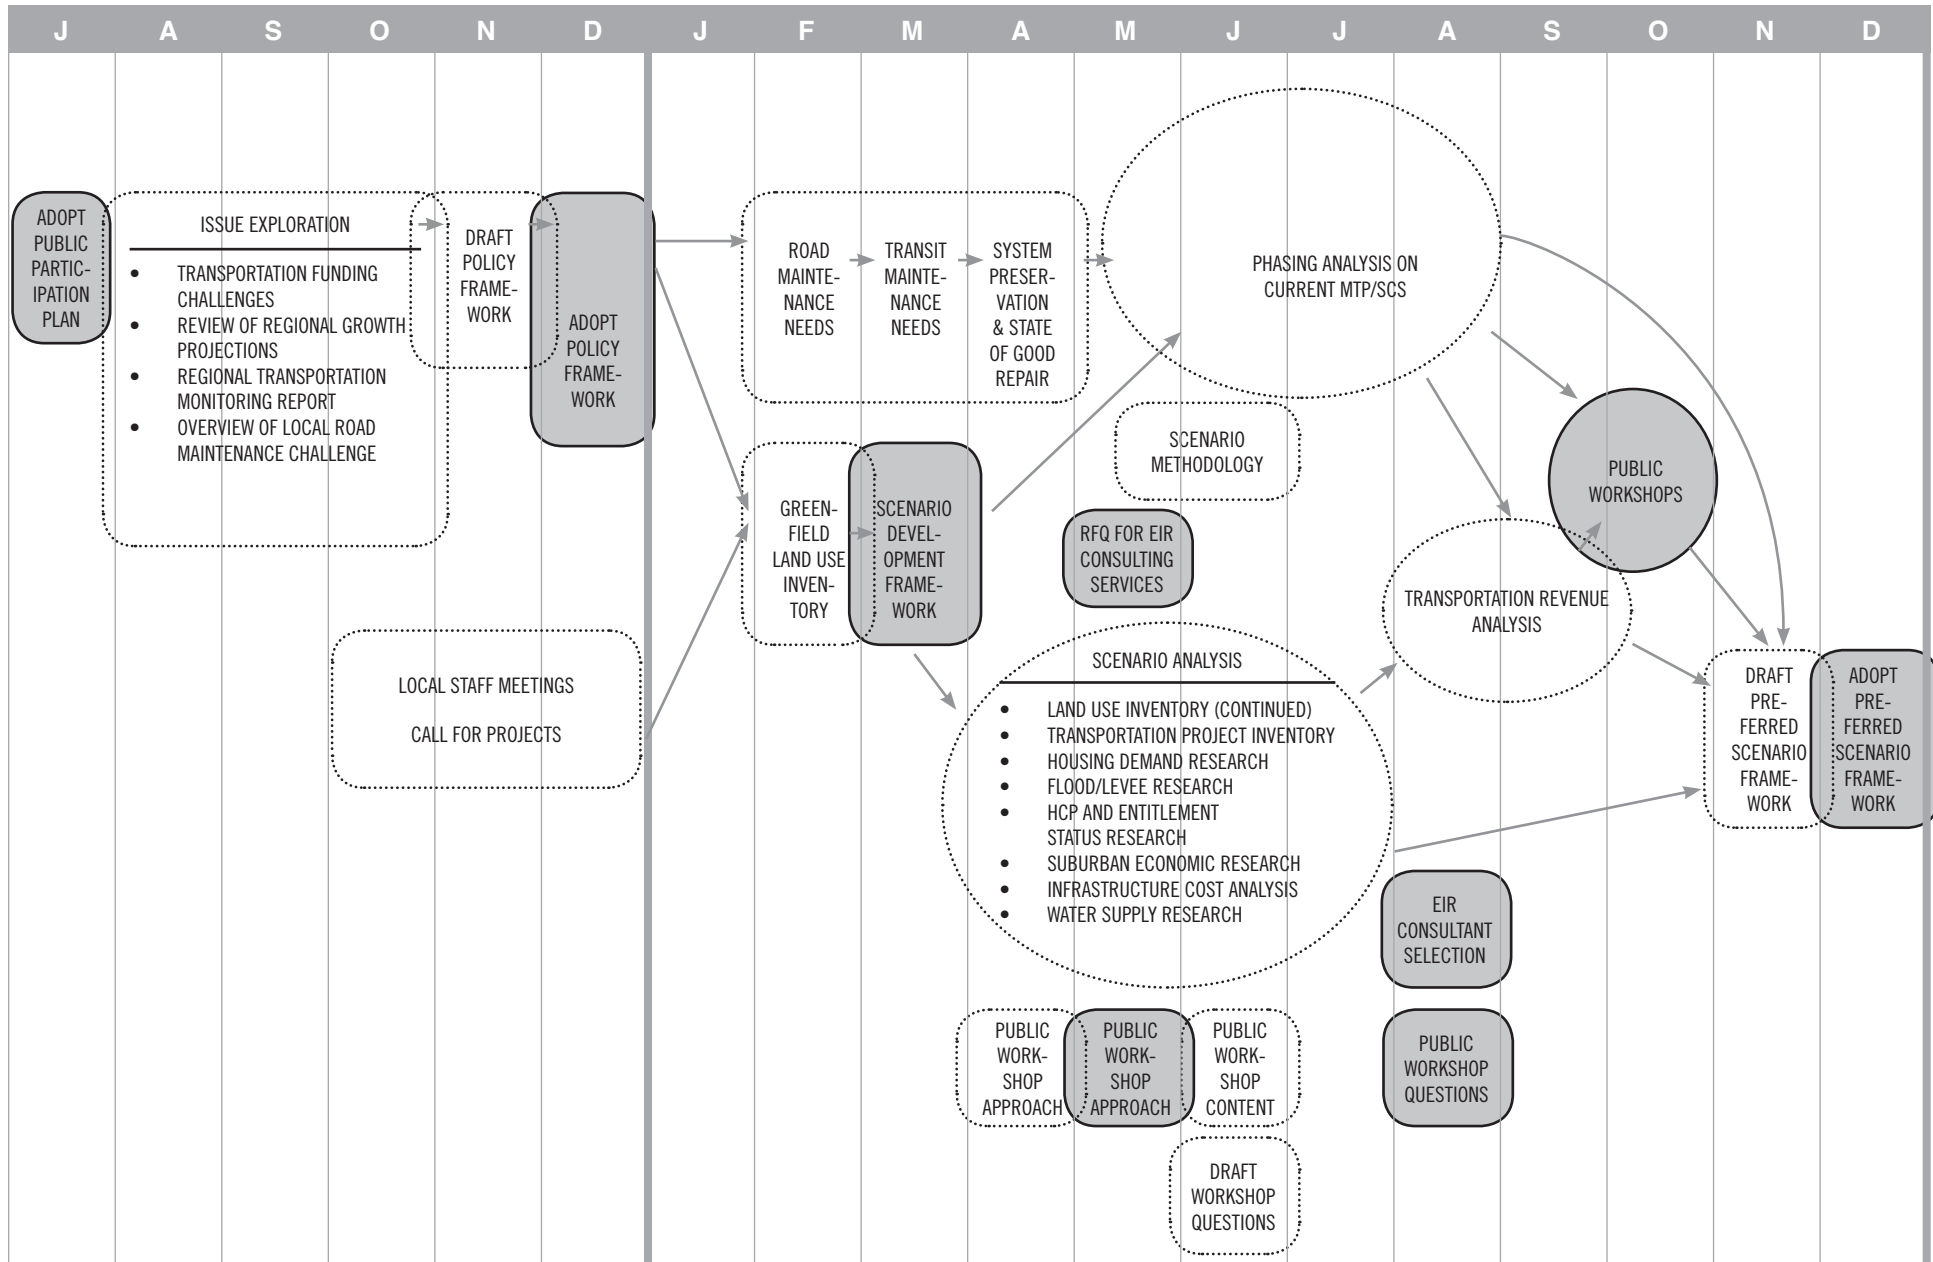 J A S O N D J F M A M J J A S O N D
ADOPT
PUBLIC
PARTIC-
IPATION
PLAN
ISSUE EXPLORATION
• TRANSPORTATION FUNDING
CHALLENGES
• REVIEW OF REGIONAL GROWTH
PROJECTIONS
• REGIONAL TRANSPORTATION
MONITORING REPORT
• OVERVIEW OF LOCAL ROAD
MAINTENANCE CHALLENGE
DRAFT
POLICY
FRAME-
WORK
ADOPT
POLICY
FRAME-
WORK
LOCAL STAFF MEETINGS
CALL FOR PROJECTS
ROAD
MAINTE-
NANCE
NEEDS
TRANSIT
MAINTE-
NANCE
NEEDS
SYSTEM
PRESER-
VATION
& STATE
OF GOOD
REPAIR
GREEN-
FIELD
LAND USE
INVEN-
TORY
SCENARIO
DEVEL-
OPMENT
FRAME-
WORK
PHASING ANALYSIS ON
CURRENT MTP/SCS
SCENARIO
METHODOLOGY
RFQ FOR EIR
CONSULTING
SERVICES
SCENARIO ANALYSIS
• LAND USE INVENTORY (CONTINUED)
• TRANSPORTATION PROJECT INVENTORY
• HOUSING DEMAND RESEARCH
• FLOOD/LEVEE RESEARCH
• HCP AND ENTITLEMENT
STATUS RESEARCH
• SUBURBAN ECONOMIC RESEARCH
• INFRASTRUCTURE COST ANALYSIS
• WATER SUPPLY RESEARCH
PUBLIC
WORK-
SHOP
APPROACH
PUBLIC
WORK-
SHOP
APPROACH
PUBLIC
WORK-
SHOP
CONTENT
DRAFT
WORKSHOP
QUESTIONS
PUBLIC
WORKSHOPS
TRANSPORTATION REVENUE
ANALYSIS
EIR
CONSULTANT
SELECTION
PUBLIC
WORKSHOP
QUESTIONS
DRAFT
PRE-
FERRED
SCENARIO
FRAME-
WORK
ADOPT
PRE-
FERRED
SCENARIO
FRAME-
WORK